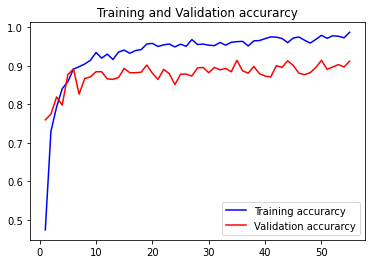 Training and Validation accurarcy
1.0
0.9
0.8
0.7
0.6
0.5
0 10 20 30 40 50
Training accurarcy
Validation accurarcy